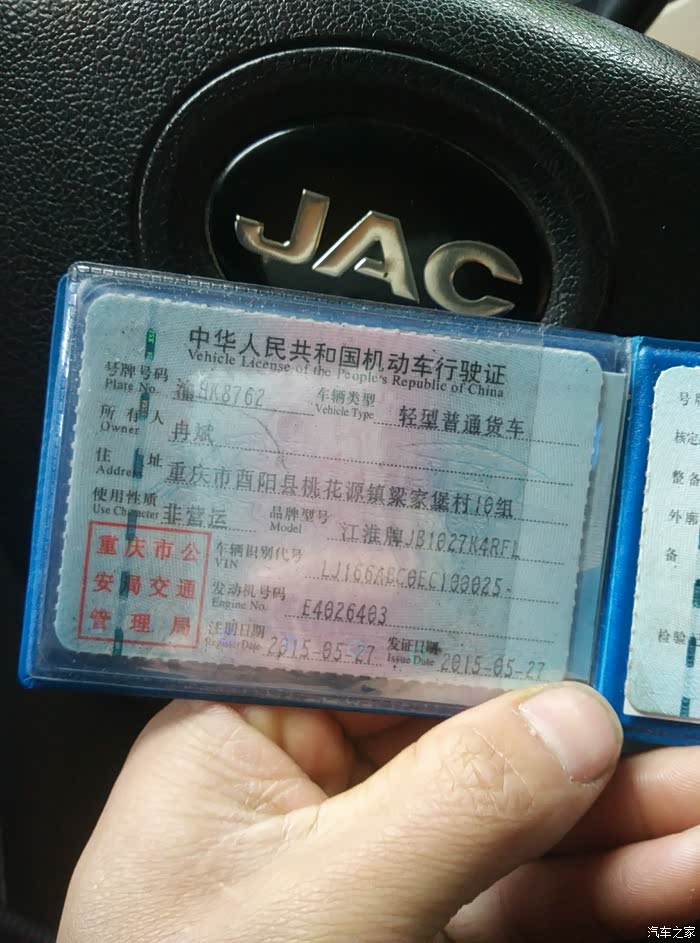 JAC
中华人民共和国机动车行驶证
Vehicle License of the People's Republic of China
号牌号码 渝HK8762 车辆类型 轻型普通货车
Plate No. Vehicle Type
所有人 冉斌
Owner
住址 重庆市酉阳县桃花源镇梁家堡村10组
Address
使用性质 非营运 品牌型号 江淮牌JB1027K4RFL
Use Character Model
重庆市公
安局交通
管理局
车辆识别代号 LJ166ABC0EC100025
VIN
发动机号码 E4026403
Engine No.
注册日期 2015-05-27 发证日期 2015-05-27
Register Date Issue Date
号牌
核定
整备
外廓
备
检验
汽车之家